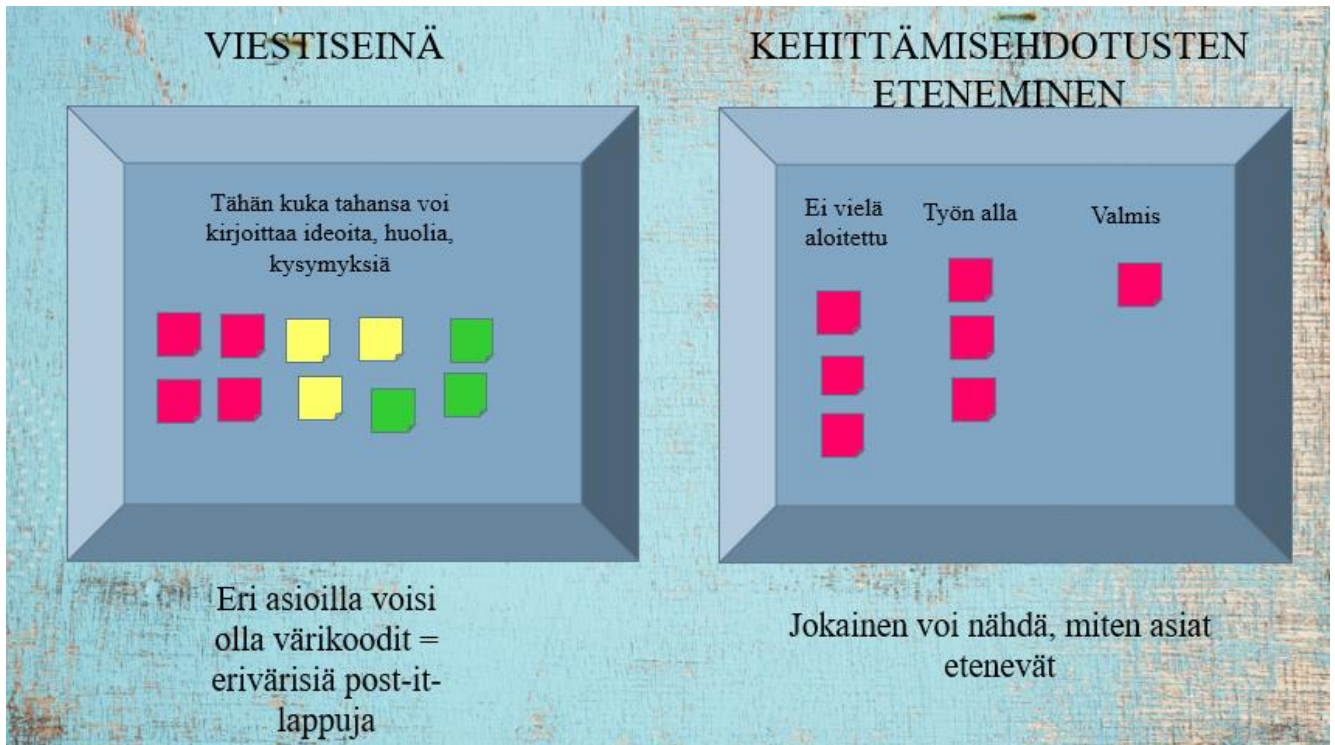 VIESTISEINÄ
Tähän kuka tahansa voi
kirjoittaa ideoita, huolia,
kysymyksiä
Eri asioilla voisi
olla värikoodit =
erivärisiä post-it-
lappuja
KEHITTÄMISEHDOTUSTEN
ETENEMINEN
Ei vielä
aloitettu
Työn alla
Valmis
Jokainen voi nähdä, miten asiat
etenevät